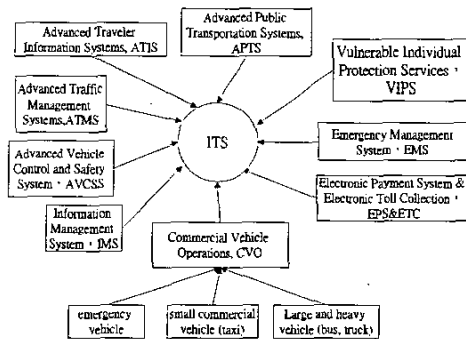 Advanced Traveler
Information Systems, ATIS
Advanced Public
Transportation Systems,
APTS
Vulnerable Individual
Protection Services，
VIPS
Advanced Traffic
Management
Systems,ATMS
ITS
Emergency Management
System，EMS
Advanced Vehicle
Control and Safety
System，AVCSS
Electronic Payment System &
Electronic Toll Collection，
EPS&ETC
Information
Management
System，IMS
Commercial Vehicle
Operations, CVO
emergency
vehicle
small commercial
vehicle (taxi)
Large and heavy
vehicle (bus, truck)